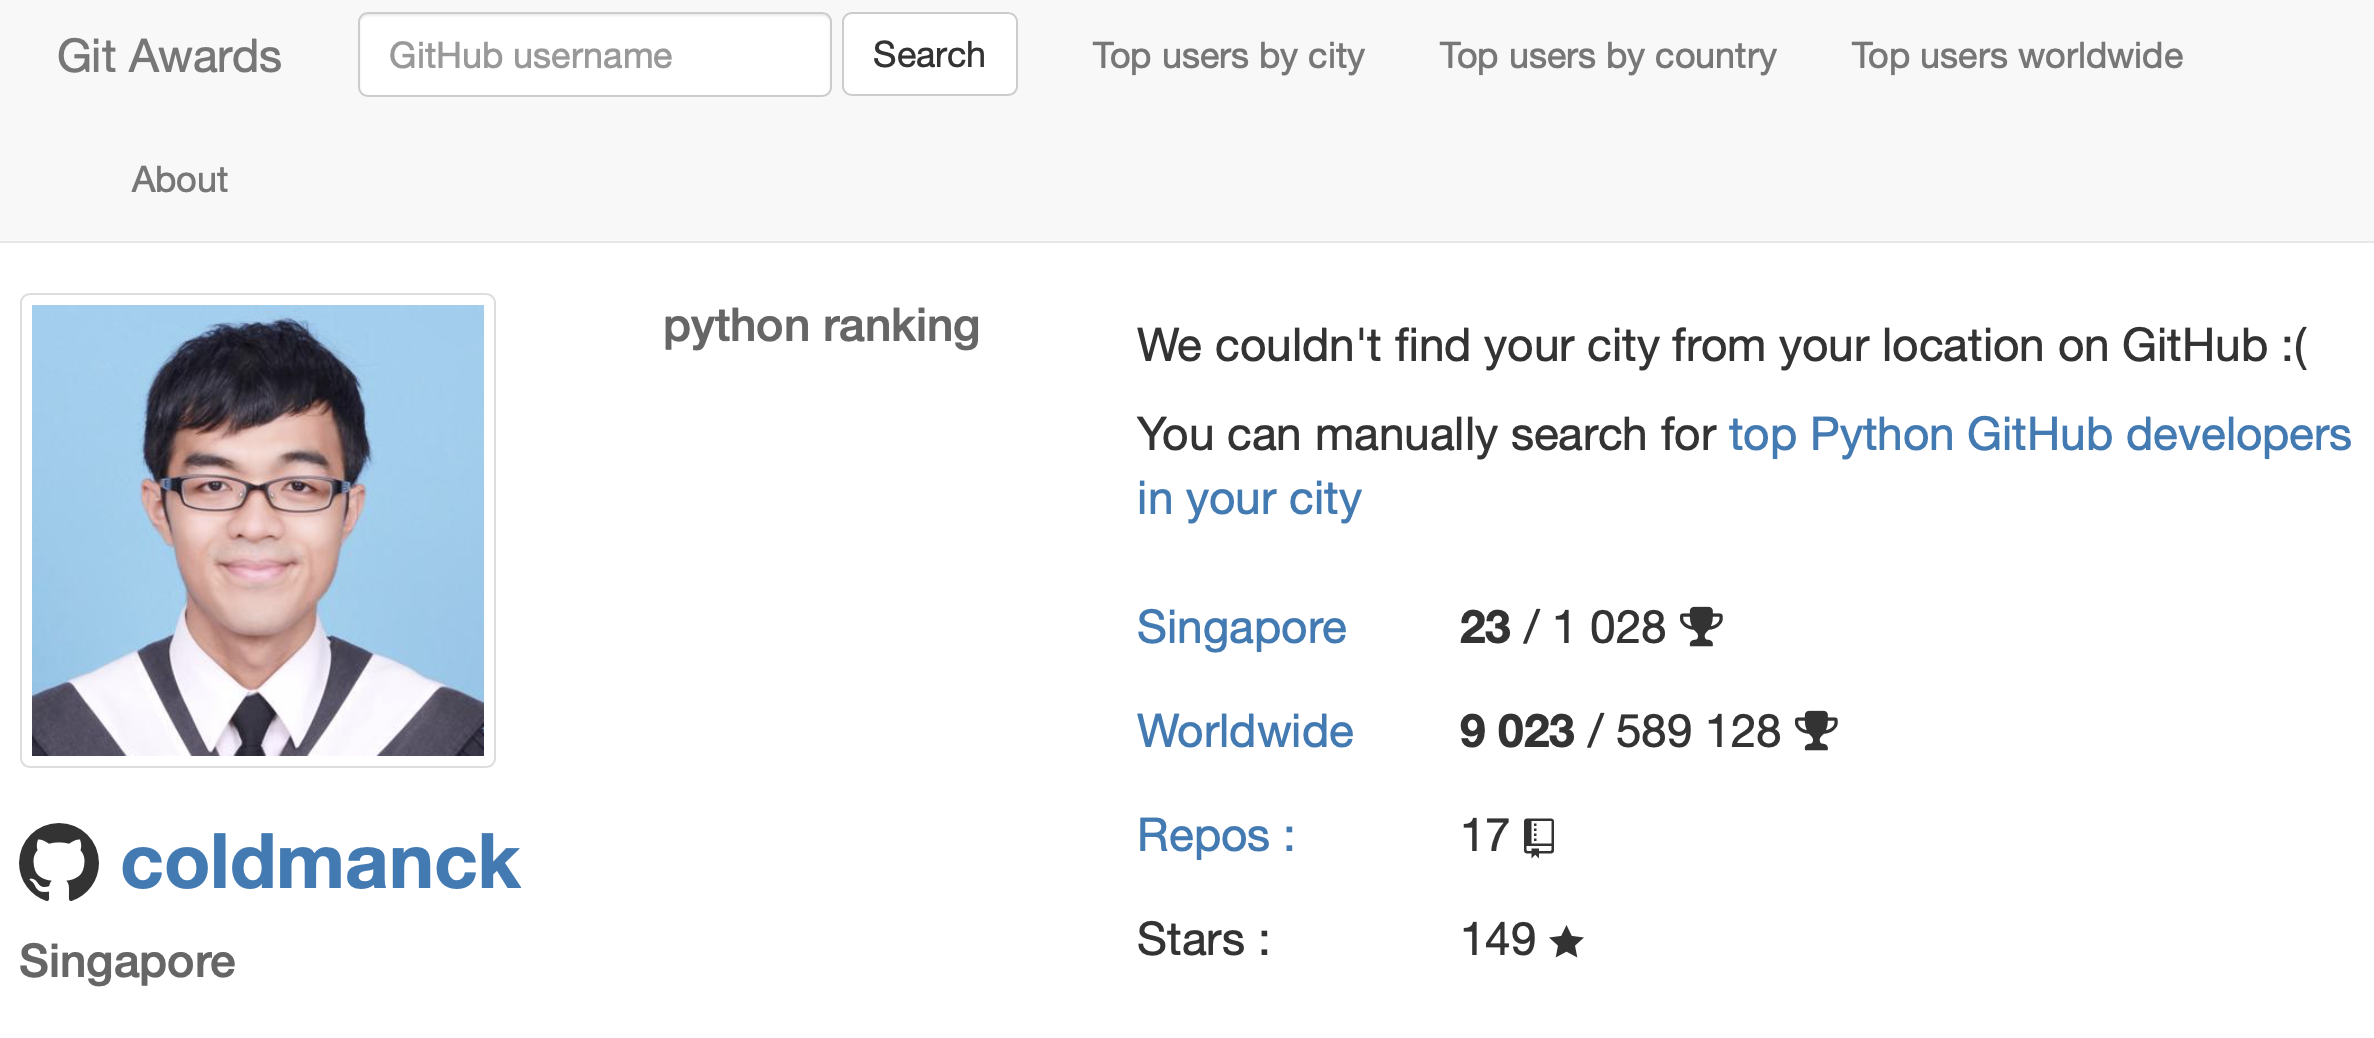 Git Awards
GitHub username
Search
Top users by city
Top users by country
Top users worldwide
About
python ranking
We couldn't find your city from your location on GitHub :(
You can manually search for top Python GitHub developers
in your city
Singapore 23 / 1 028
Worldwide 9 023 / 589 128
Repos : 17
Stars : 149
coldmanck
Singapore